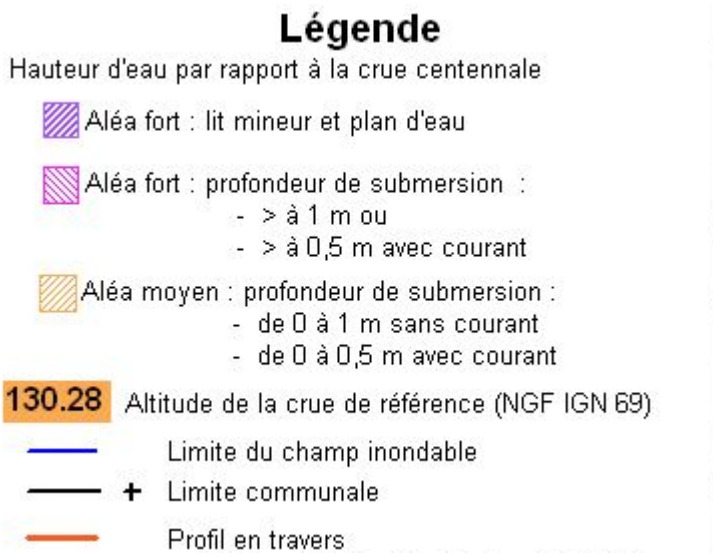 Légende
Hauteur d'eau par rapport à la crue centennale
Aléa fort : lit mineur et plan d'eau
Aléa fort : profondeur de submersion :
- > à 1 m ou
- > à 0,5 m avec courant
Aléa moyen : profondeur de submersion :
- de 0 à 1 m sans courant
- de 0 à 0,5 m avec courant
130.28 Altitude de la crue de référence (NGF IGN 69)
Limite du champ inondable
+ Limite communale
Profil en travers